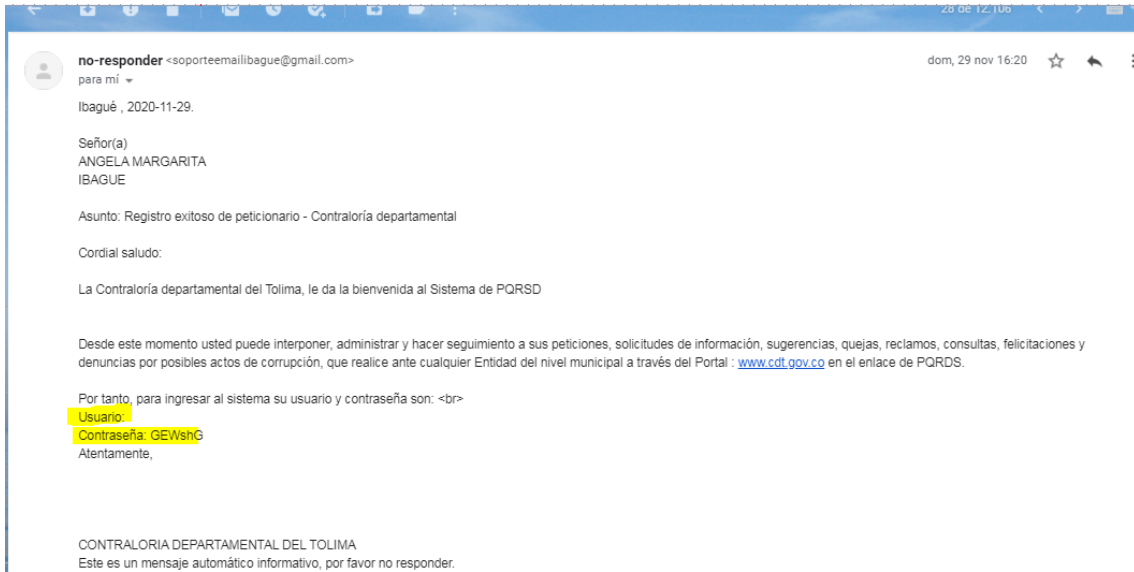 28 de 12.106
no-responder <soporteemailibague@gmail.com>
dom, 29 nov 16:20
para mí
Ibagué , 2020-11-29.
Señor(a)
ANGELA MARGARITA
IBAGUE
Asunto: Registro exitoso de peticionario - Contraloría departamental
Cordial saludo:
La Contraloría departamental del Tolima, le da la bienvenida al Sistema de PQRSD
Desde este momento usted puede interponer, administrar y hacer seguimiento a sus peticiones, solicitudes de información, sugerencias, quejas, reclamos, consultas, felicitaciones y
denuncias por posibles actos de corrupción, que realice ante cualquier Entidad del nivel municipal a través del Portal : www.cdt.gov.co en el enlace de PQRDS.
Por tanto, para ingresar al sistema su usuario y contraseña son: <br>
Usuario:
Contraseña: GEWshG
Atentamente,
CONTRALORIA DEPARTAMENTAL DEL TOLIMA
Este es un mensaje automático informativo, por favor no responder.